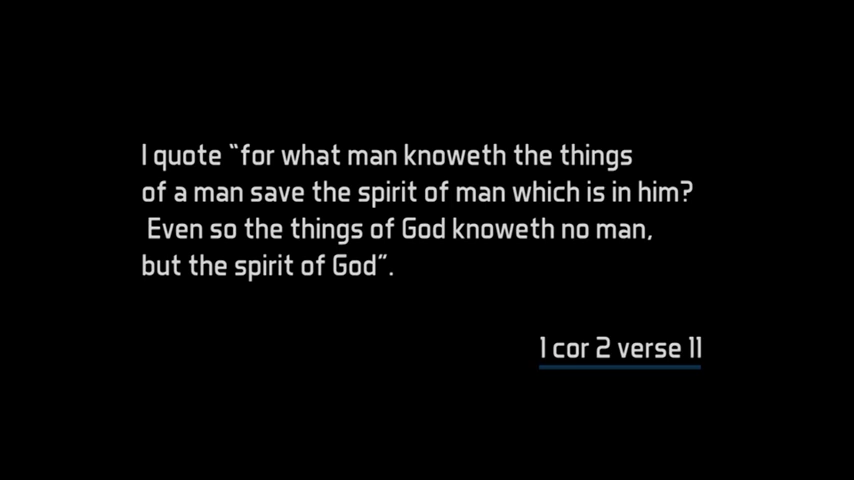 I quote “for what man knoweth the things
of a man save the spirit of man which is in him?
Even so the things of God knoweth no man,
but the spirit of God”.
1 cor 2 verse 11